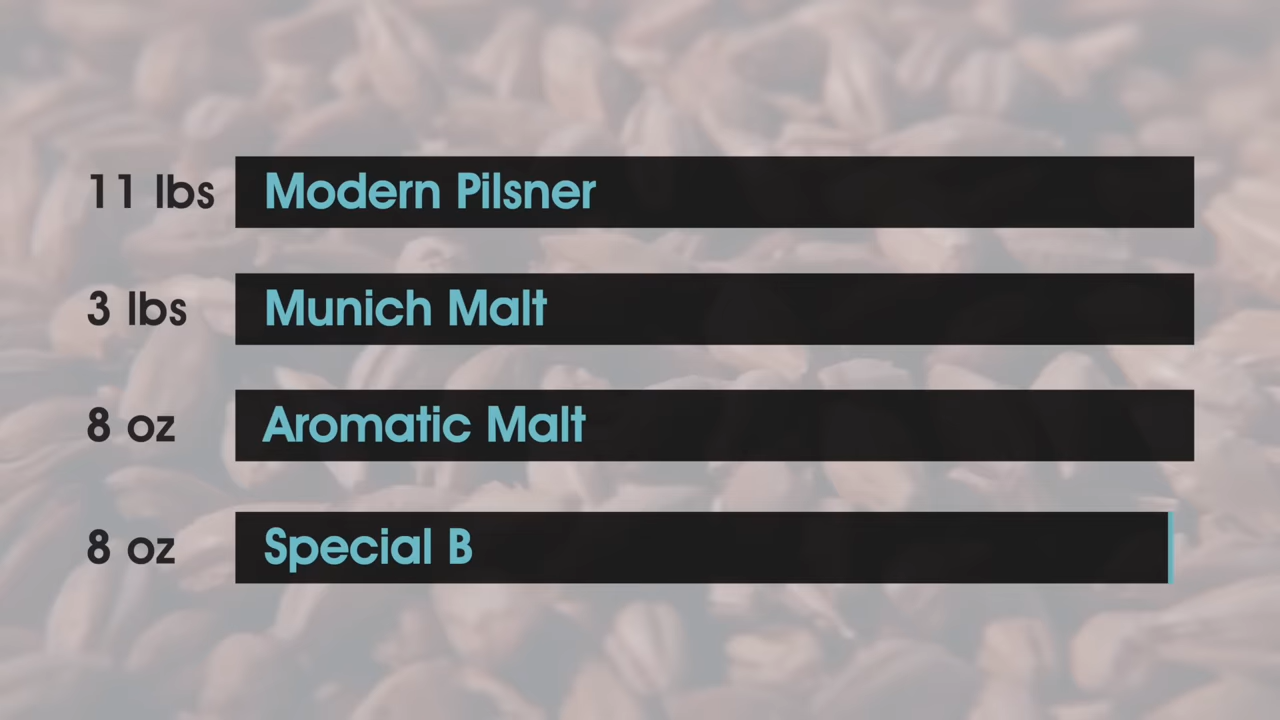 11 lbs Modern Pilsner
3 lbs Munich Malt
8 oz Aromatic Malt
8 oz Special B